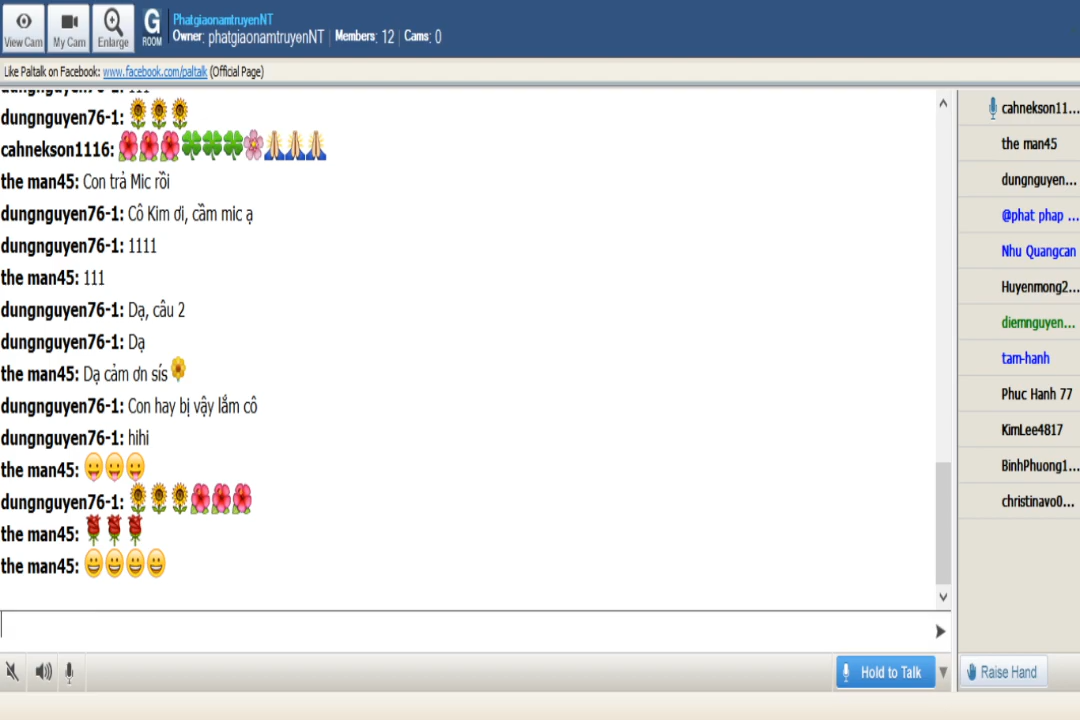 PhatgiaonamtruyenNT
Owner: phatgiaonamtruyenNT | Members: 12 | Cams: 0
View Cam
My Cam
Enlarge
G
ROOM
Like Paltalk on Facebook: www.facebook.com/paltalk (Official Page)
dungnguyen76-1: 111
dungnguyen76-1:
cahnekson1116:
the man45: Con trả Mic rồi
dungnguyen76-1: Cô Kim ơi, cầm mic ạ
dungnguyen76-1: 1111
the man45: 111
dungnguyen76-1: Dạ, câu 2
dungnguyen76-1: Dạ
the man45: Dạ cảm ơn sís
dungnguyen76-1: Con hay bị vậy lắm cô
dungnguyen76-1: hihi
the man45:
dungnguyen76-1:
the man45:
the man45:
cahnekson11...
the man45
dungnguyen...
@phat phap ...
Nhu Quangcan
Huyenmong2...
diemnguyen...
tam-hanh
Phuc Hanh 77
KimLee4817
BinhPhuong1...
christinavo0...
Hold to Talk
Raise Hand